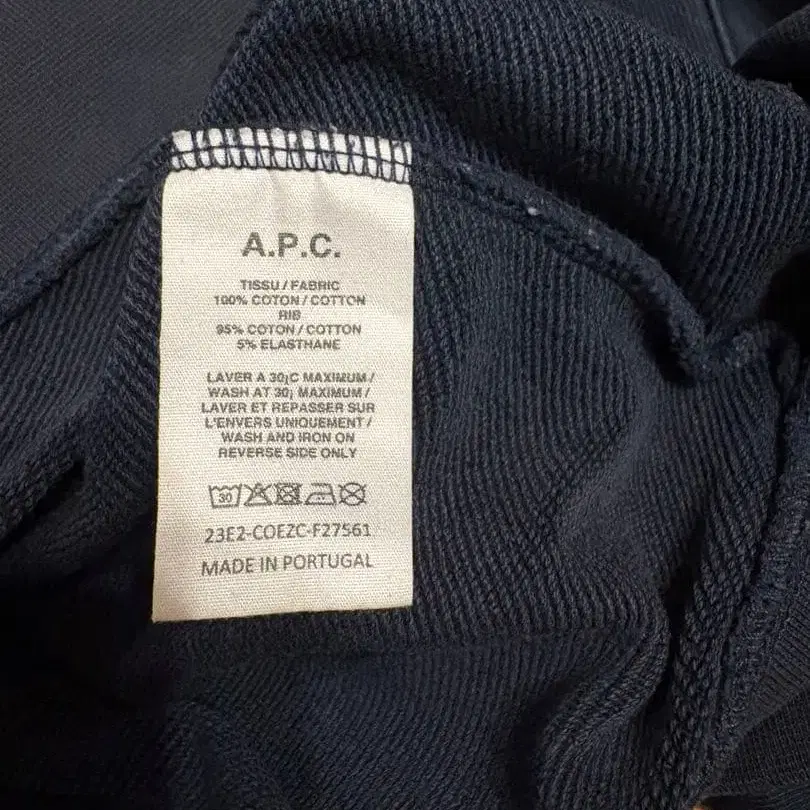 A.P.C.
TISSU / FABRIC
100% COTON / COTTON
RIB
95% COTON / COTTON
5% ELASTHANE
LAVER A 30¡C MAXIMUM /
WASH AT 30¡ MAXIMUM /
LAVER ET REPASSER SUR
L'ENVERS UNIQUEMENT /
WASH AND IRON ON
REVERSE SIDE ONLY
30
23E2-COEZC-F27561
MADE IN PORTUGAL